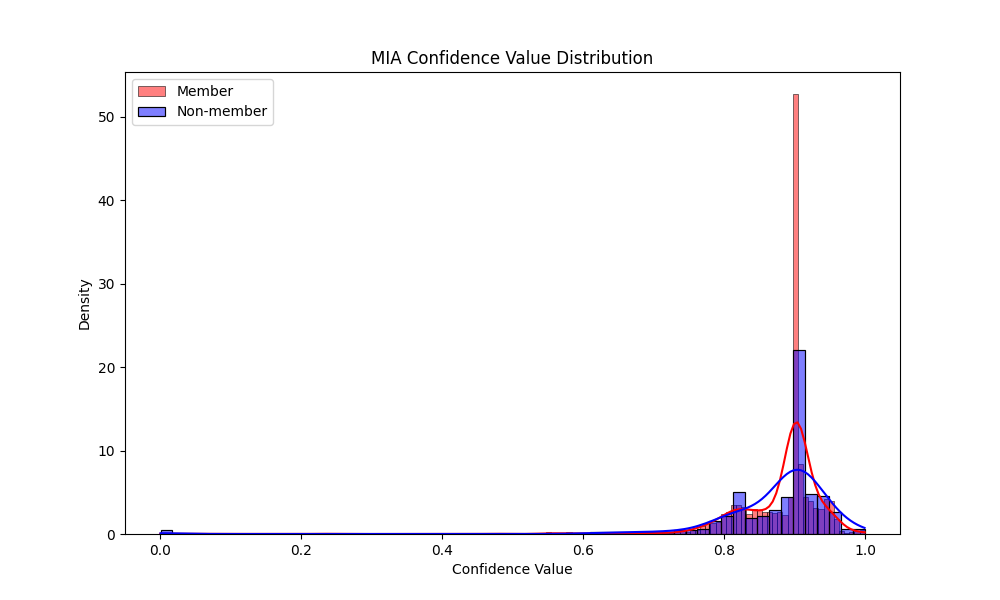 MIA Confidence Value Distribution
Member
Non-member
Density
50
40
30
20
10
0
0.0 0.2 0.4 0.6 0.8 1.0
Confidence Value